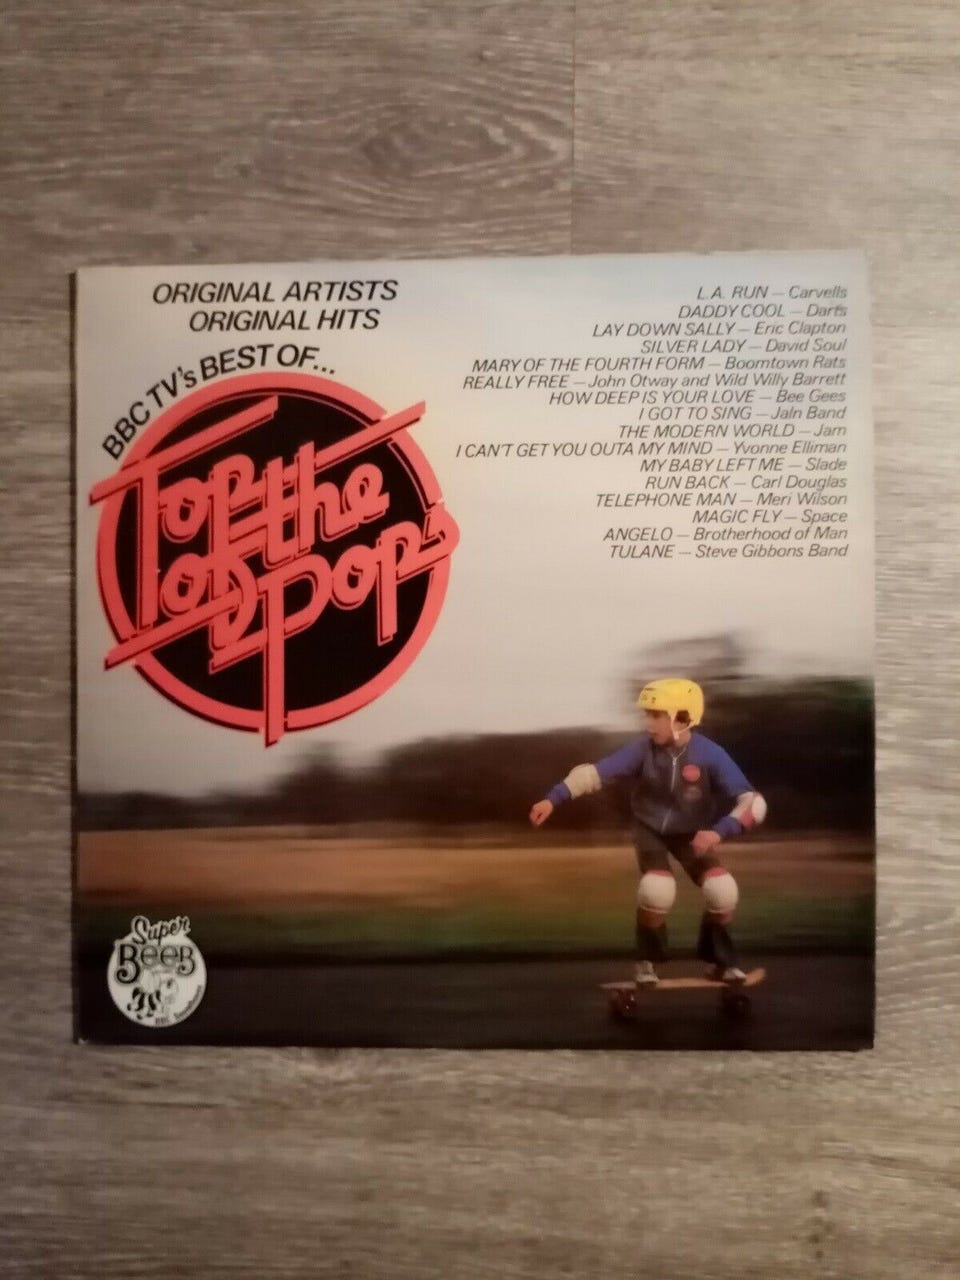 ORIGINAL ARTISTS
ORIGINAL HITS
BBC TV's BEST OF...
Top
of the
Pops
L.A. RUN — Carvells
DADDY COOL — Darts
LAY DOWN SALLY — Eric Clapton
SILVER LADY — David Soul
MARY OF THE FOURTH FORM — Boomtown Rats
REALLY FREE — John Otway and Wild Willy Barrett
HOW DEEP IS YOUR LOVE — Bee Gees
I GOT TO SING — Jaln Band
THE MODERN WORLD — Jam
I CAN'T GET YOU OUTA MY MIND — Yvonne Elliman
MY BABY LEFT ME — Slade
RUN BACK — Carl Douglas
TELEPHONE MAN — Meri Wilson
MAGIC FLY — Space
ANGELO — Brotherhood of Man
TULANE — Steve Gibbons Band
Super
BEEB
BBC